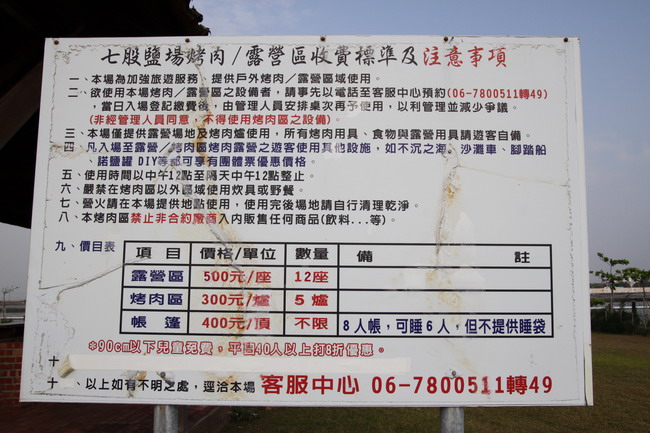 七股鹽場烤肉/露營區收費標準及注意事項
一、本場為加強旅遊服務,提供戶外烤肉/露營區域使用。
二、欲使用本場烤肉/露營區之設備者,請事先以電話至客服中心預約(06-7800511轉49)
,當日入場登記繳費後,由管理人員安排桌次再予使用,以利管理並減少爭議。
(非經管理人員同意,不得使用烤肉區之設備)
三、本場僅提供露營場地及烤肉爐使用,所有烤肉用具、食物與露營用具請遊客自備。
四、凡入場至露營/烤肉區烤肉露營之遊客使用其他設施,如不沉之海、沙灘車、腳踏船
、諾鹽罐DIY等都可享有團體票優惠價格。
五、使用時間以中午12點至隔天中午12點整止。
六、嚴禁在烤肉區以外區域使用炊具或野餐。
七、營火請在本場提供地點使用,使用完後場地請自行清理乾淨。
八、本烤肉區禁止非合約廠商入內販售任何商品(飲料...等)。
九、價目表
項目 價格/單位 數量 備註
露營區 500元/座 12座
烤肉區 300元/爐 5爐
帳篷 400元/頂 不限 8人帳,可睡6人,但不提供睡袋
*90cm以下兒童免費,平日40人以上打8折優惠。
十
十一、以上如有不明之處,逕洽本場 客服中心 06-7800511轉49